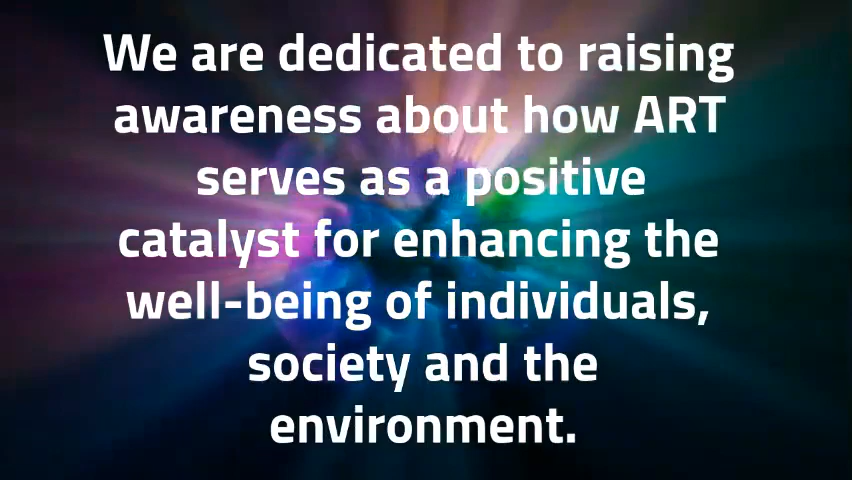 We are dedicated to raising
awareness about how ART
serves as a positive
catalyst for enhancing the
well-being of individuals,
society and the
environment.